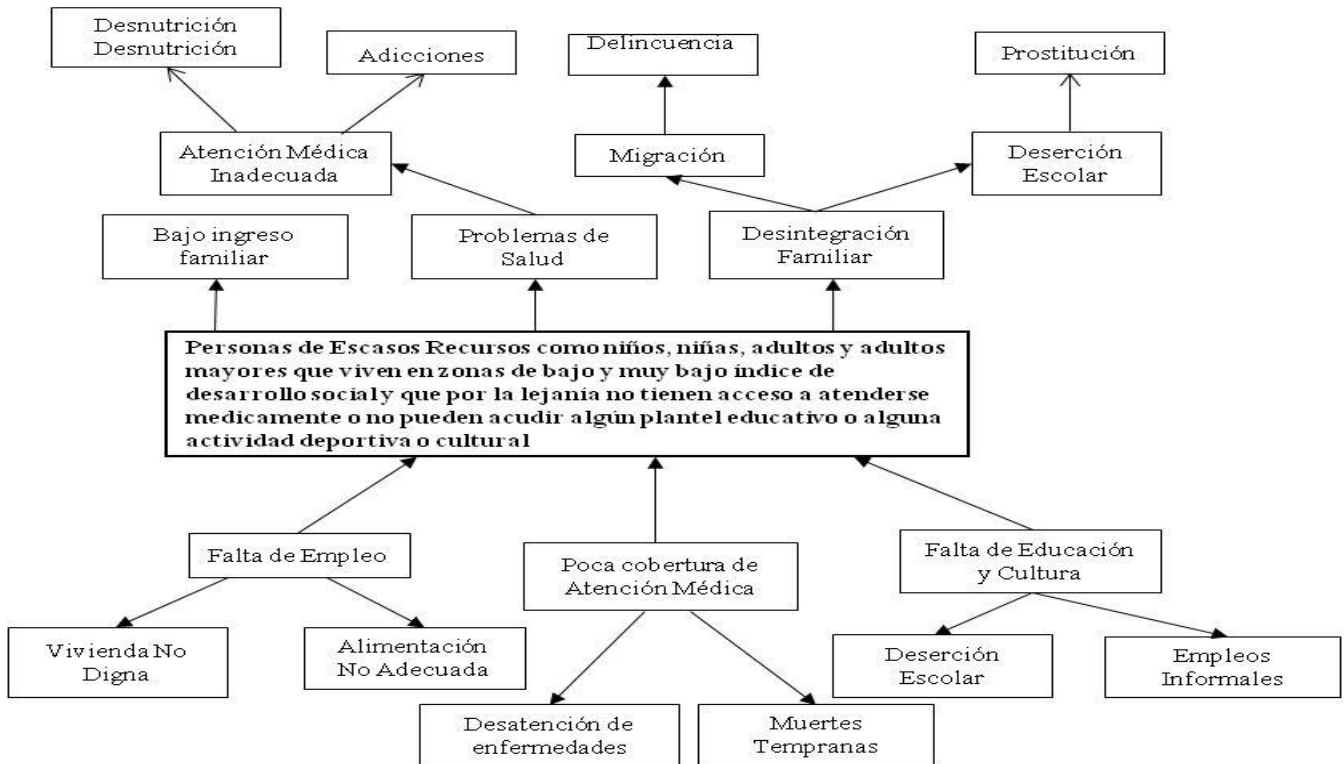 Desnutrición
Desnutrición
Adicciones
Delincuencia
Prostitución
Atención Médica
Inadecuada
Migración
Deserción
Escolar
Bajo ingreso
familiar
Problemas de
Salud
Desintegración
Familiar
Personas de Escasos Recursos como niños, niñas, adultos y adultos
mayores que viven en zonas de bajo y muy bajo índice de
desarrollo social y que por la lejanía no tienen acceso a atenderse
medicamente o no pueden acudir algún plantel educativo o alguna
actividad deportiva o cultural
Falta de Empleo
Poca cobertura de
Atención Médica
Falta de Educación
y Cultura
Vivienda No
Digna
Alimentación
No Adecuada
Deserción
Escolar
Empleos
Informales
Desatención de
enfermedades
Muertes
Tempranas